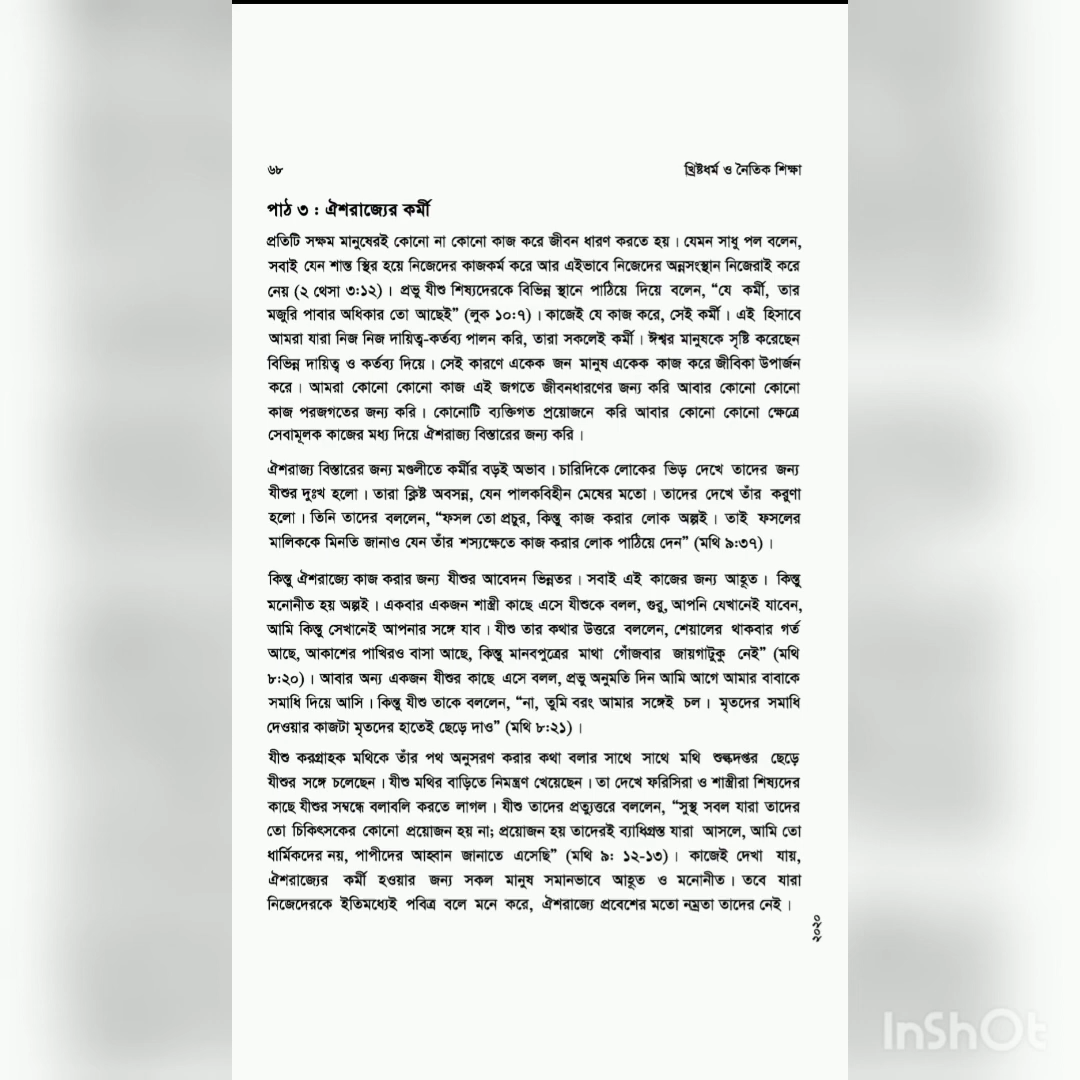 ৬৮
খ্রিষ্টধর্ম ও নৈতিক শিক্ষা
পাঠ ৩ : ঐশরাজ্যের কর্মী
প্রতিটি সক্ষম মানুষেরই কোনো না কোনো কাজ করে জীবন ধারণ করতে হয়। যেমন সাধু পল বলেন,
সবাই যেন শান্ত স্থির হয়ে নিজেদের কাজকর্ম করে আর এইভাবে নিজেদের অন্নসংস্থান নিজেরাই করে
নেয় (২ থেসা ৩:১২)। প্রভু যীশু শিষ্যদেরকে বিভিন্ন স্থানে পাঠিয়ে দিয়ে বলেন, “যে কর্মী, তার
মজুরি পাবার অধিকার তো আছেই” (লুক ১০:৭)। কাজেই যে কাজ করে, সেই কর্মী। এই হিসাবে
আমরা যারা নিজ নিজ দায়িত্ব-কর্তব্য পালন করি, তারা সকলেই কর্মী। ঈশ্বর মানুষকে সৃষ্টি করেছেন
বিভিন্ন দায়িত্ব ও কর্তব্য দিয়ে। সেই কারণে একেক জন মানুষ একেক কাজ করে জীবিকা উপার্জন
করে। আমরা কোনো কোনো কাজ এই জগতে জীবনধারণের জন্য করি আবার কোনো কোনো
কাজ পরজগতের জন্য করি। কোনোটি ব্যক্তিগত প্রয়োজনে করি আবার কোনো কোনো ক্ষেত্রে
সেবামূলক কাজের মধ্য দিয়ে ঐশরাজ্য বিস্তারের জন্য করি।
ঐশরাজ্য বিস্তারের জন্য মণ্ডলীতে কর্মীর বড়ই অভাব। চারিদিকে লোকের ভিড় দেখে তাদের জন্য
যীশুর দুঃখ হলো। তারা ক্লিষ্ট অবসন্ন, যেন পালকবিহীন মেষের মতো। তাদের দেখে তাঁর করুণা
হলো। তিনি তাদের বললেন, “ফসল তো প্রচুর, কিন্তু কাজ করার লোক অল্পই। তাই ফসলের
মালিককে মিনতি জানাও যেন তাঁর শস্যক্ষেতে কাজ করার লোক পাঠিয়ে দেন” (মথি ৯:৩৭)।
কিন্তু ঐশরাজ্যে কাজ করার জন্য যীশুর আবেদন ভিন্নতর। সবাই এই কাজের জন্য আহূত। কিন্তু
মনোনীত হয় অল্পই। একবার একজন শাস্ত্রী কাছে এসে যীশুকে বলল, গুরু, আপনি যেখানেই যাবেন,
আমি কিন্তু সেখানেই আপনার সঙ্গে যাব। যীশু তার কথার উত্তরে বললেন, শেয়ালের থাকবার গর্ত
আছে, আকাশের পাখিরও বাসা আছে, কিন্তু মানবপুত্রের মাথা গোঁজবার জায়গাটুকু নেই” (মথি
৮:২০)। আবার অন্য একজন যীশুর কাছে এসে বলল, প্রভু অনুমতি দিন আমি আগে আমার বাবাকে
সমাধি দিয়ে আসি। কিন্তু যীশু তাকে বললেন, “না, তুমি বরং আমার সঙ্গেই চল। মৃতদের সমাধি
দেওয়ার কাজটা মৃতদের হাতেই ছেড়ে দাও” (মথি ৮:২১)।
যীশু করগ্রাহক মথিকে তাঁর পথ অনুসরণ করার কথা বলার সাথে সাথে মথি শুল্কদপ্তর ছেড়ে
যীশুর সঙ্গে চলেছেন। যীশু মথির বাড়িতে নিমন্ত্রণ খেয়েছেন। তা দেখে ফরিসিরা ও শাস্ত্রীরা শিষ্যদের
কাছে যীশুর সম্বন্ধে বলাবলি করতে লাগল। যীশু তাদের প্রত্যুত্তরে বললেন, “সুস্থ সবল যারা তাদের
তো চিকিৎসকের কোনো প্রয়োজন হয় না; প্রয়োজন হয় তাদেরই ব্যাধিগ্রস্ত যারা আসলে, আমি তো
ধার্মিকদের নয়, পাপীদের আহ্বান জানাতে এসেছি” (মথি ৯: ১২-১৩)। কাজেই দেখা যায়,
ঐশরাজ্যের কর্মী হওয়ার জন্য সকল মানুষ সমানভাবে আহূত ও মনোনীত। তবে যারা
নিজেদেরকে ইতিমধ্যেই পবিত্র বলে মনে করে, ঐশরাজ্যে প্রবেশের মতো নম্রতা তাদের নেই।
২০২০
InShOt